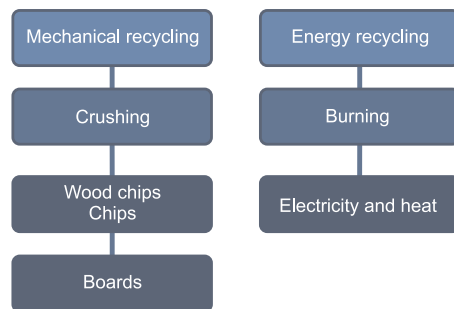 Mechanical recycling
Crushing
Wood chips
Chips
Boards
Energy recycling
Burning
Electricity and heat